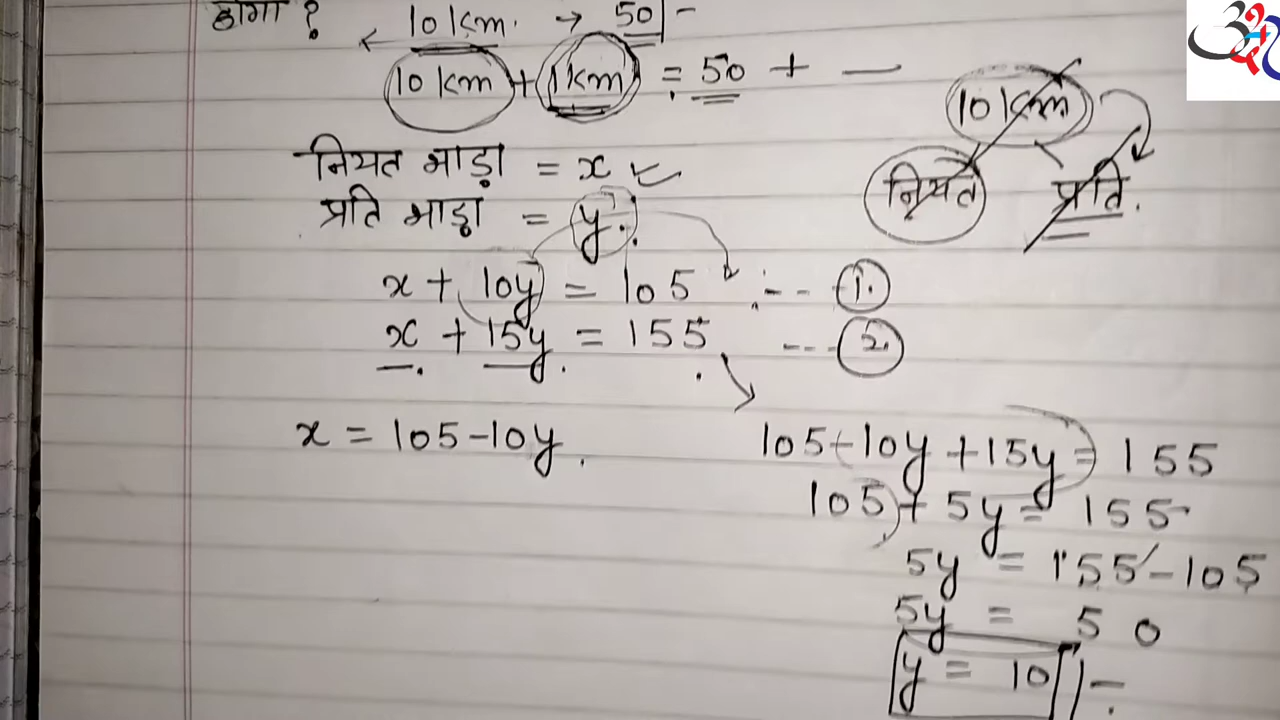 होगा ? 10 km. → 50/-
10 km + 1 km = 50 + —
10 km
नियत प्रति.
नियत भाड़ा = x
प्रति भाड़ा = y.
x + 10y = 105 --- 1.
x + 15y = 155 --- 2.
x = 105-10y.
105-10y+15y = 155
105 + 5y = 155
5y = 155-105
5y = 50
y = 10/-